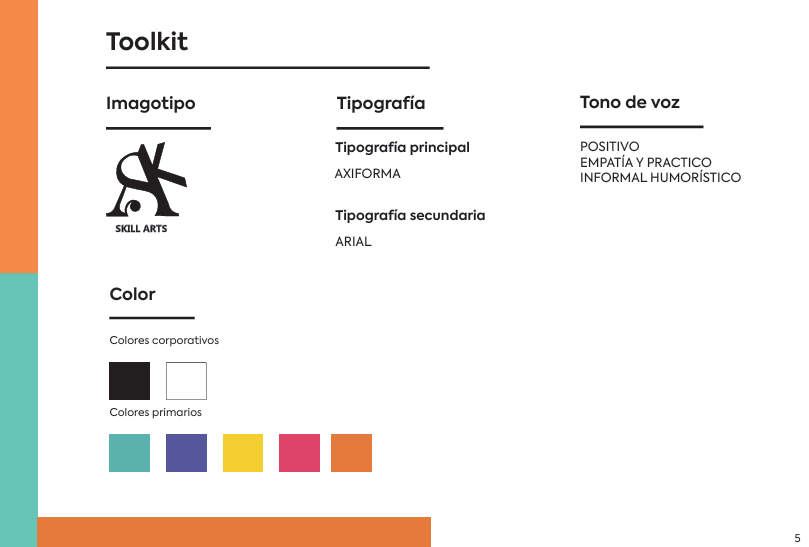 Toolkit
Imagotipo
SKILL ARTS
Tipografía
Tipografía principal
AXIFORMA
Tipografía secundaria
ARIAL
Tono de voz
POSITIVO
EMPATÍA Y PRACTICO
INFORMAL HUMORÍSTICO
Color
Colores corporativos
Colores primarios
5